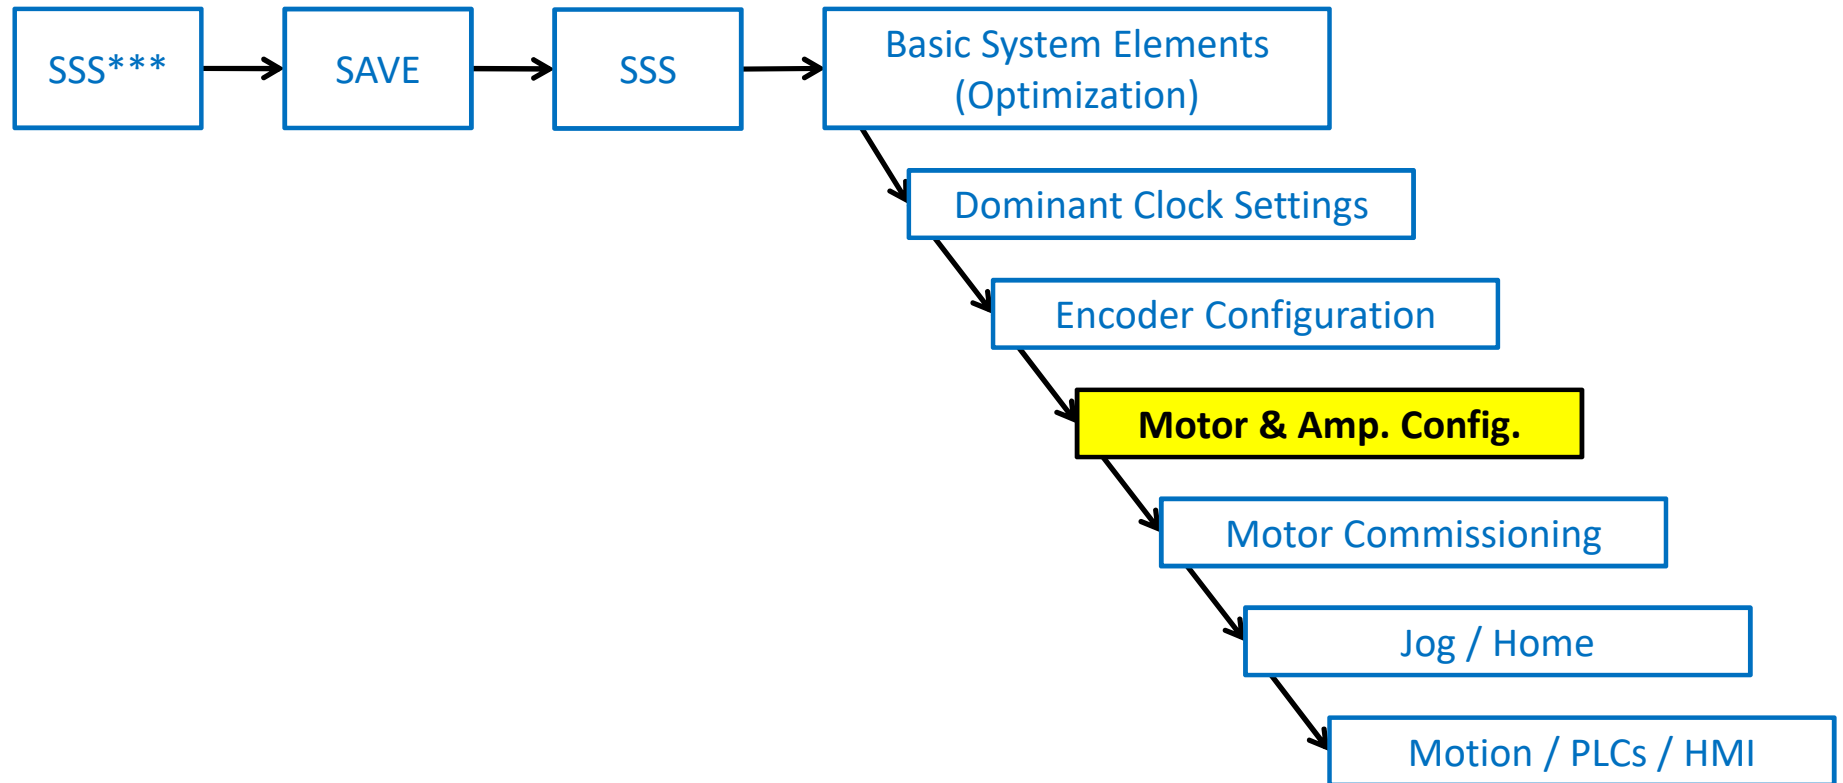 SSS***
SAVE
SSS
Basic System Elements
(Optimization)
Dominant Clock Settings
Encoder Configuration
Motor & Amp. Config.
Motor Commissioning
Jog / Home
Motion / PLCs / HMI